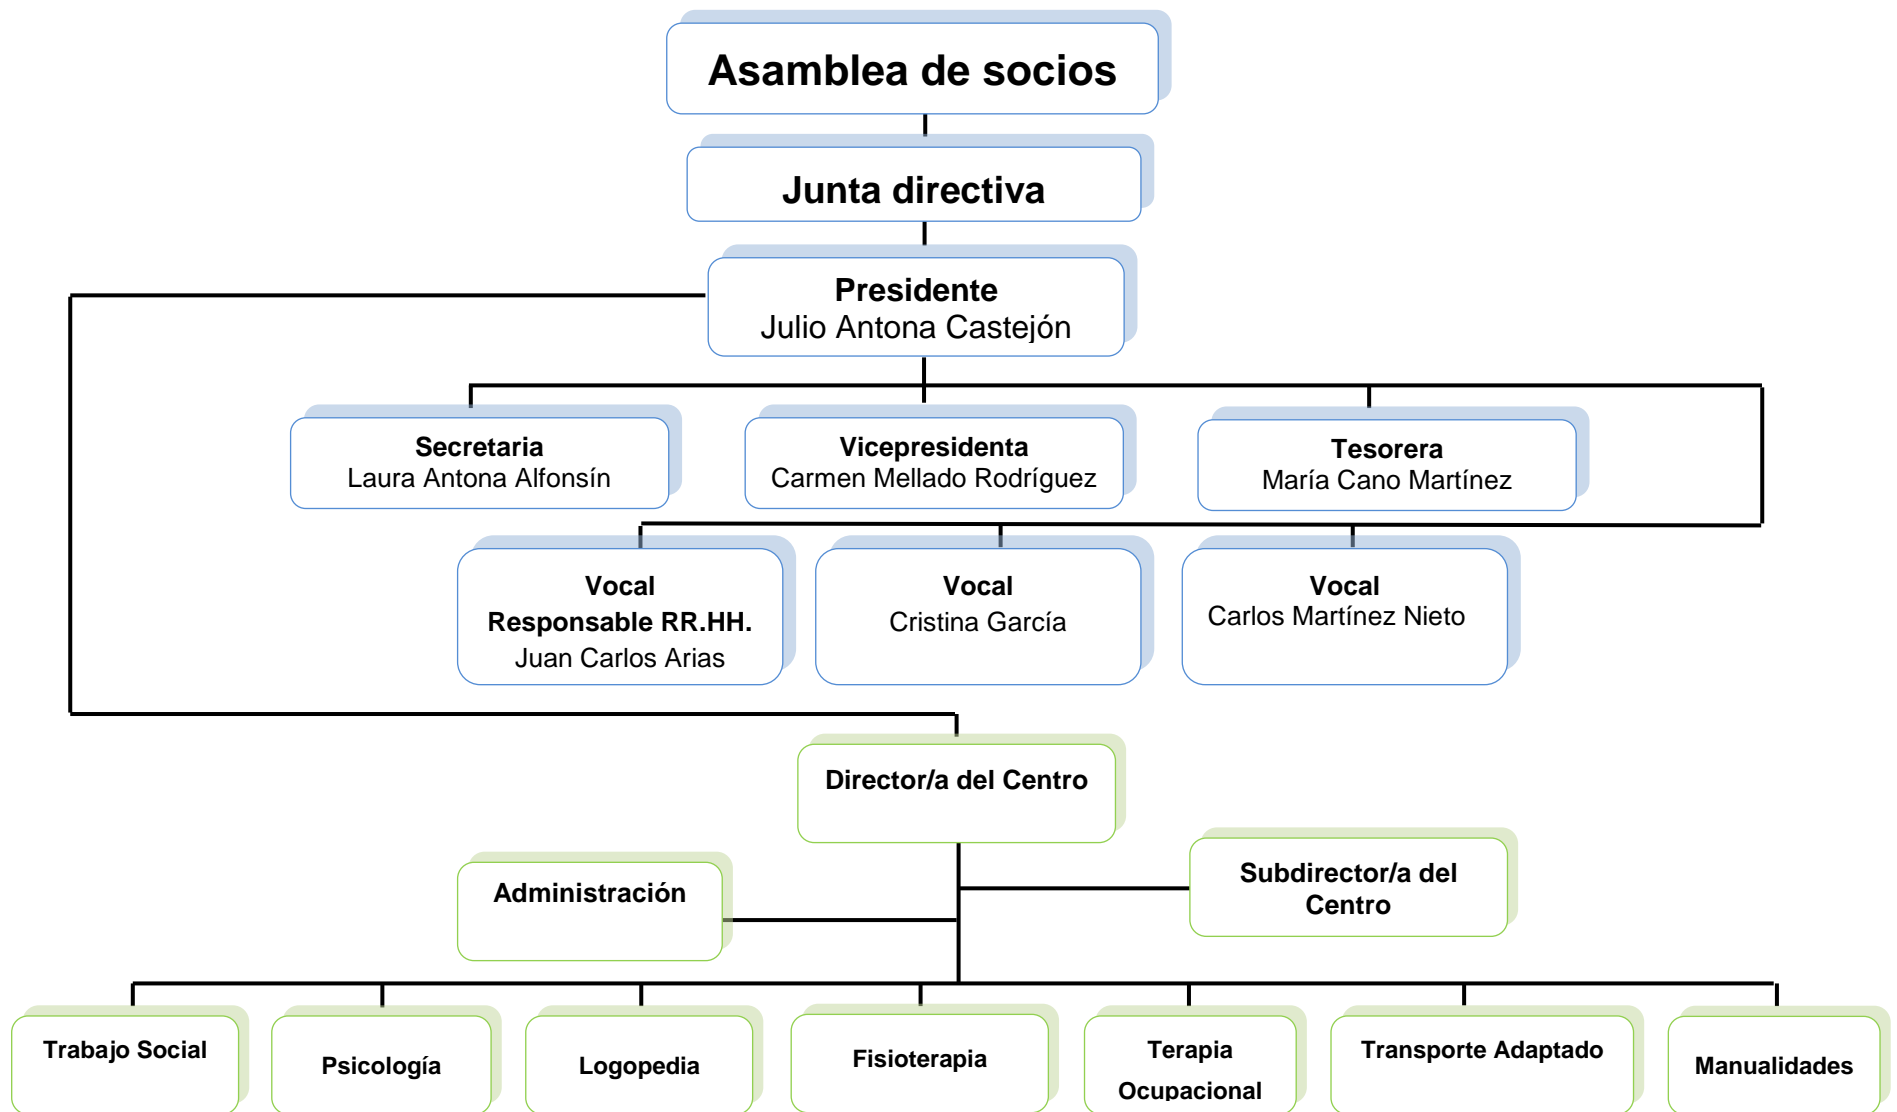 Asamblea de socios
Junta directiva
Presidente
Julio Antona Castejón
Secretaria
Laura Antona Alfonsín
Vicepresidenta
Carmen Mellado Rodríguez
Tesorera
María Cano Martínez
Vocal
Responsable RR.HH.
Juan Carlos Arias
Vocal
Cristina García
Vocal
Carlos Martínez Nieto
Director/a del Centro
Administración
Subdirector/a del
Centro
Trabajo Social
Psicología
Logopedia
Fisioterapia
Terapia
Ocupacional
Transporte Adaptado
Manualidades